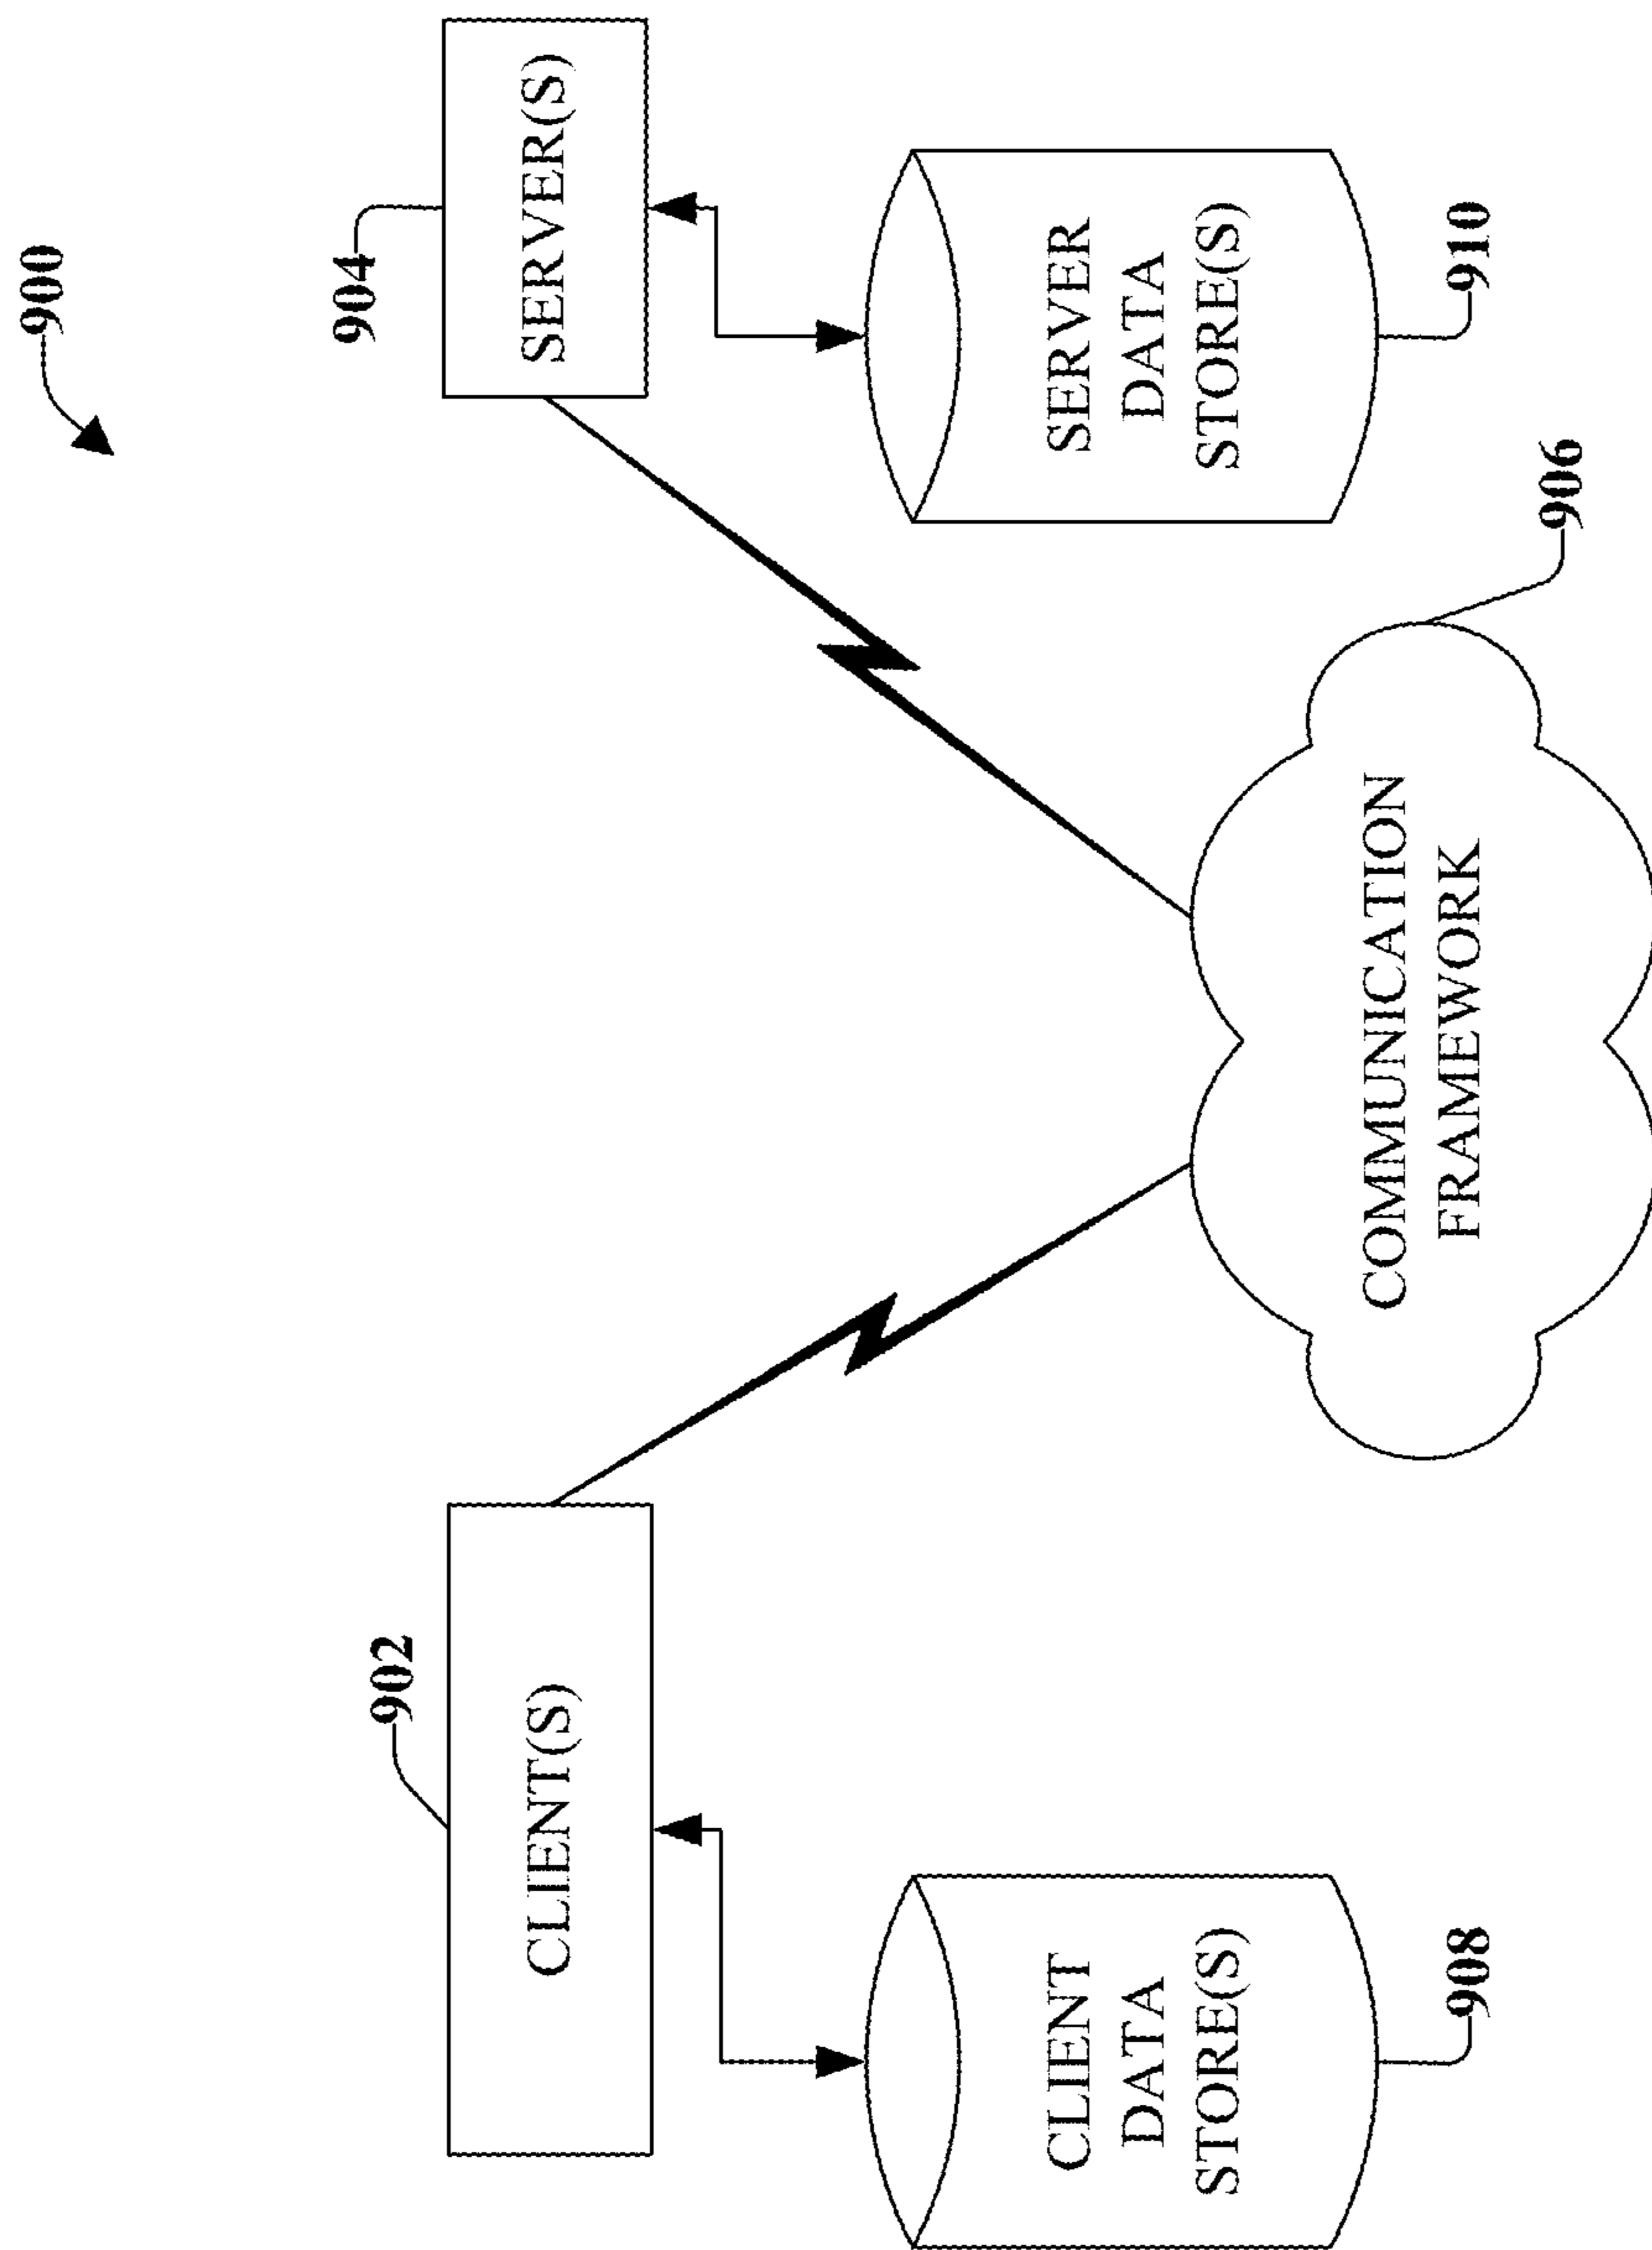 900
902
904
CLIENT(S)
SERVER(S)
CLIENT
DATA
STORE(S)
908
SERVER
DATA
STORE(S)
910
COMMUNICATION
FRAMEWORK
906